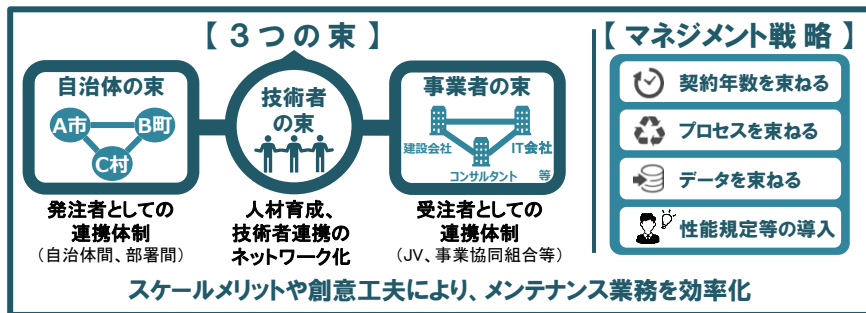 【 3つの束 】
自治体の束
A市
B町
C村
発注者としての
連携体制
(自治体間、部署間)
技術者
の束
人材育成、
技術者連携の
ネットワーク化
事業者の束
建設会社
IT会社
コンサルタント 等
受注者としての
連携体制
(JV、事業協同組合等)
【 マネジメント戦略 】
契約年数を束ねる
プロセスを束ねる
データを束ねる
性能規定等の導入
スケールメリットや創意工夫により、メンテナンス業務を効率化